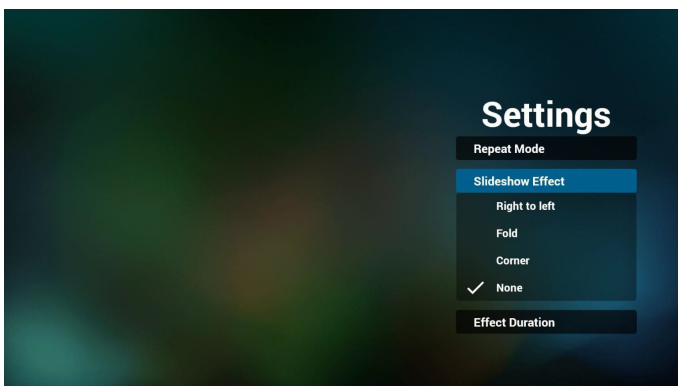 Settings
Repeat Mode
Slideshow Effect
Right to left
Fold
Corner
None
Effect Duration